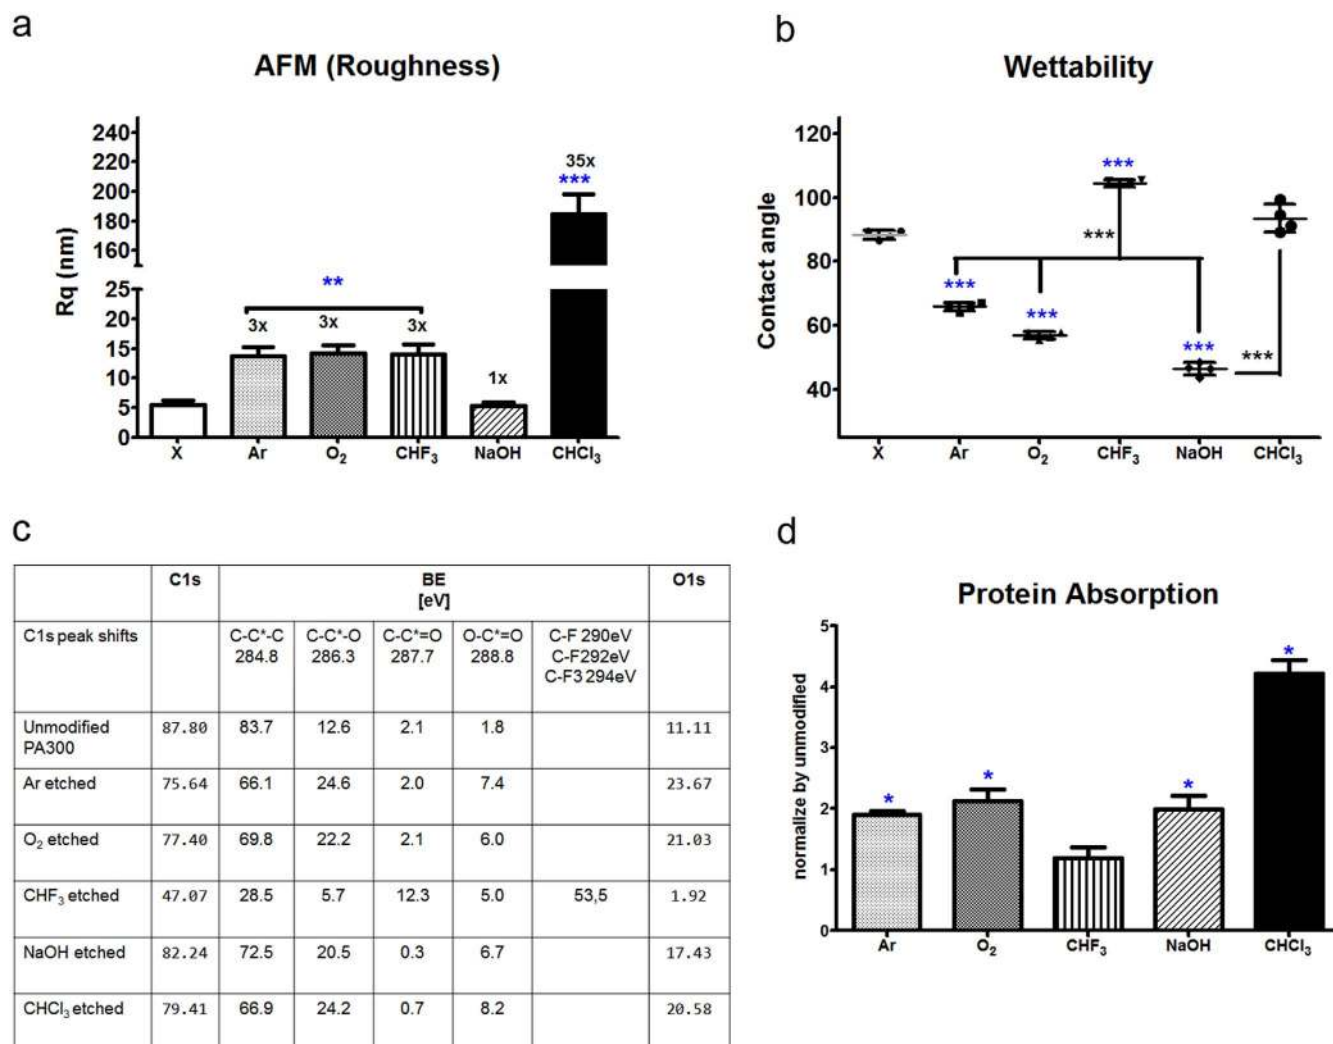 a
AFM (Roughness)
Rq (nm)
240
220
200
180
160
25
20
15
10
5
0
3x
3x
3x
**
1x
35x
***
X Ar O2 CHF3 NaOH CHCl3
b
Wettability
Contact angle
120
100
80
60
40
***
***
***
***
***
***
X Ar O2 CHF3 NaOH CHCl3
c
C1s BE [eV] O1s
C1s peak shifts C-C*-C 284.8 C-C*-O 286.3 C-C*=O 287.7 O-C*=O 288.8 C-F 290eV C-F292eV C-F3 294eV
Unmodified PA300 87.80 83.7 12.6 2.1 1.8 11.11
Ar etched 75.64 66.1 24.6 2.0 7.4 23.67
O2 etched 77.40 69.8 22.2 2.1 6.0 21.03
CHF3 etched 47.07 28.5 5.7 12.3 5.0 53,5 1.92
NaOH etched 82.24 72.5 20.5 0.3 6.7 17.43
CHCl3 etched 79.41 66.9 24.2 0.7 8.2 20.58
d
Protein Absorption
normalize by unmodified
5
4
3
2
1
0
*
*
*
*
Ar O2 CHF3 NaOH CHCl3